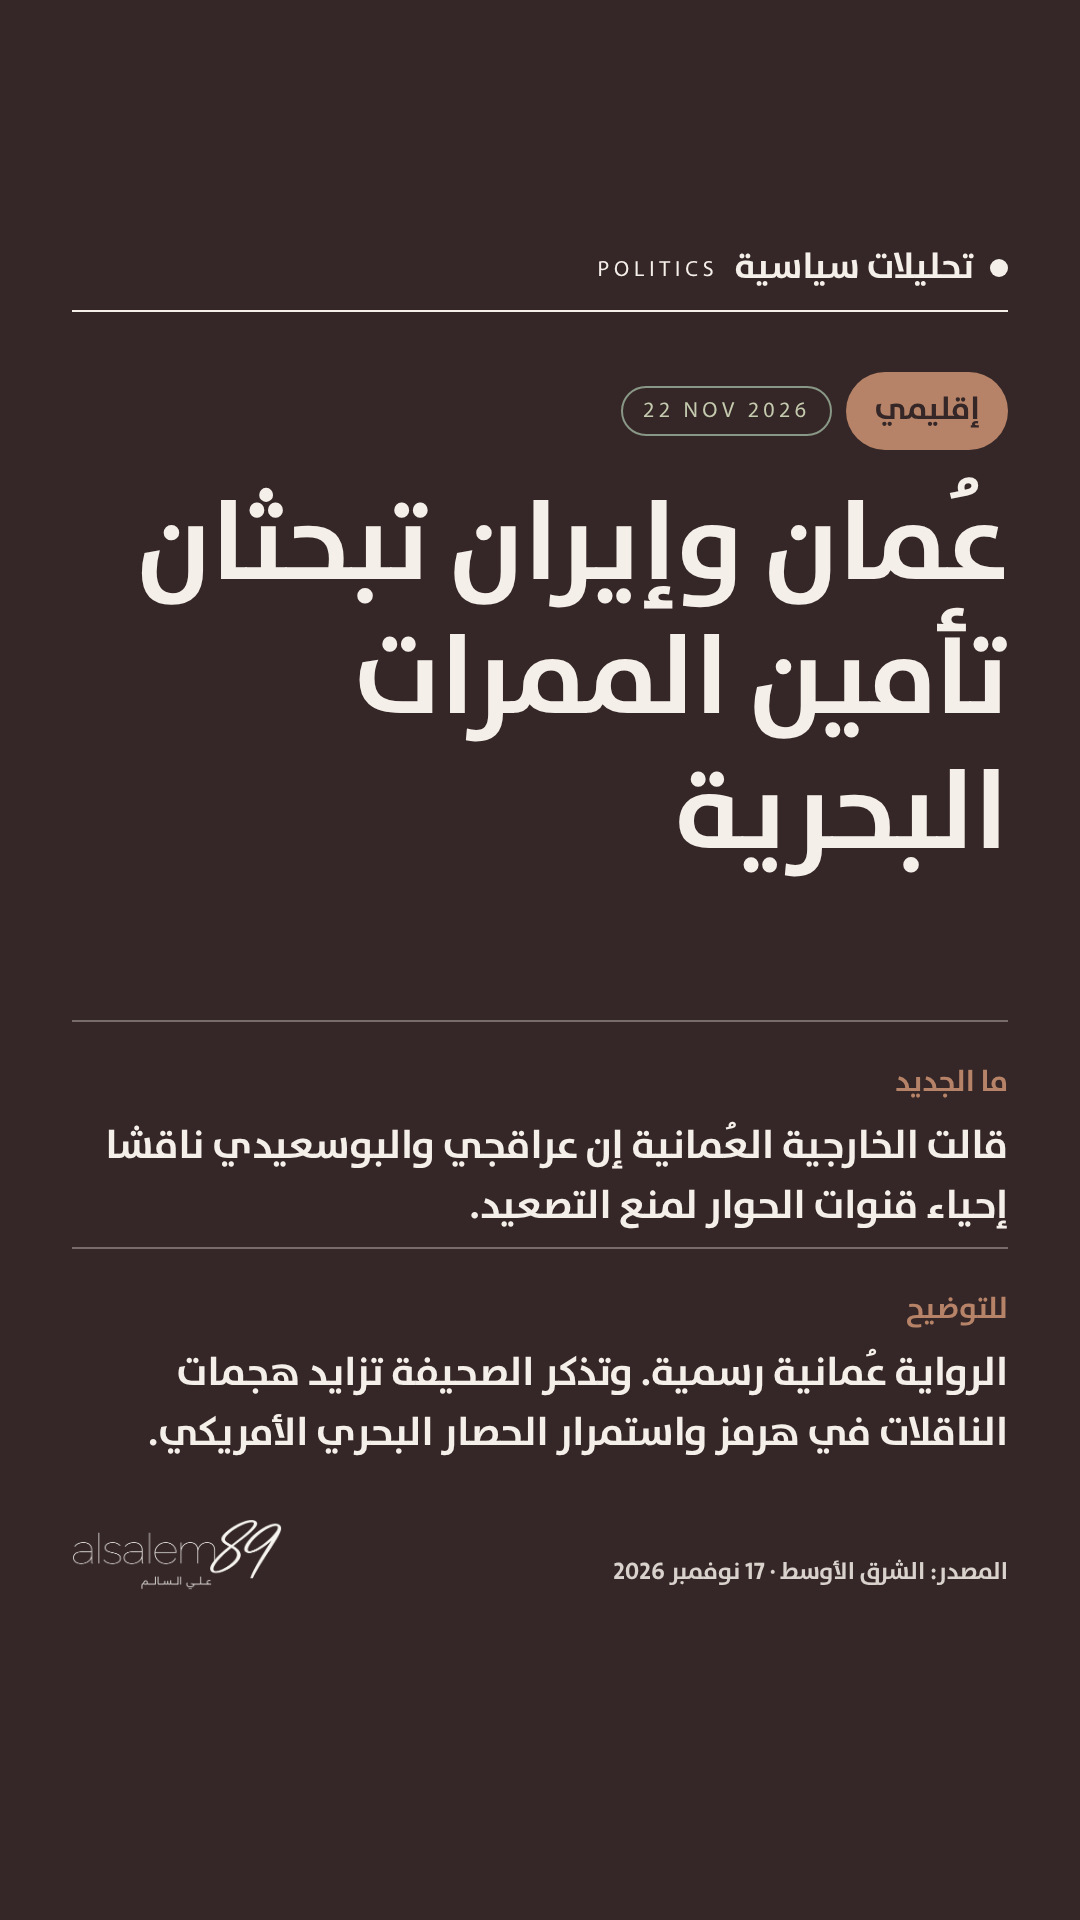 تحليلات سياسية POLITICS
إقليمي 22 NOV 2026
عُمان وإيران تبحثان
تأمين الممرات
البحرية
ما الجديد
قالت الخارجية العُمانية إن عراقجي والبوسعيدي ناقشا
إحياء قنوات الحوار لمنع التصعيد.
للتوضيح
الرواية عُمانية رسمية. وتذكر الصحيفة تزايد هجمات
الناقلات في هرمز واستمرار الحصار البحري الأمريكي.
المصدر: الشرق الأوسط · 17 نوفمبر 2026
alsalem89
علي السالم